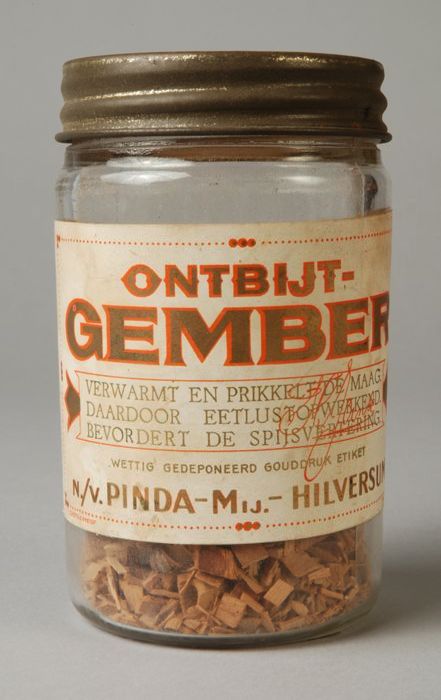 ONTBIJT-
GEMBER
VERWARMT EN PRIKKELT DE MAAG
DAARDOOR EETLUSTOPWEKKEND
BEVORDERT DE SPIJSVERTERING
WETTIG GEDEPONEERD GOUDDRUK ETIKET
N/V. PINDA-MIJ.- HILVERSUM